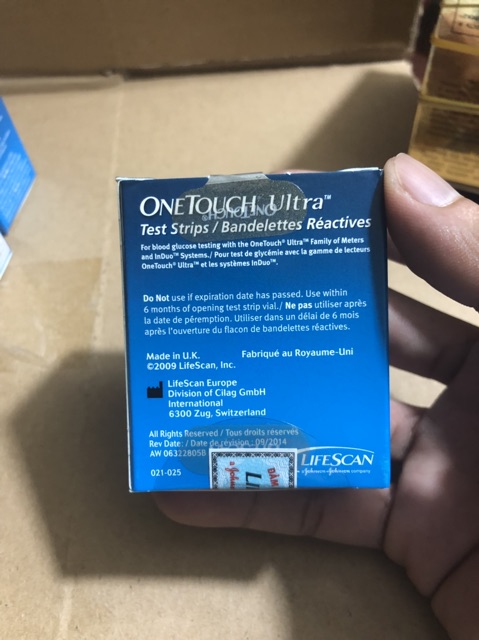 ONETOUCH® Ultra™
ONETOUCH®
Test Strips / Bandelettes Réactives
For blood glucose testing with the OneTouch® Ultra™ Family of Meters
and InDuo™ Systems./ Pour test de glycémie avec la gamme de lecteurs
OneTouch® Ultra™ et les systèmes InDuo™.
Do Not use if expiration date has passed. Use within
6 months of opening test strip vial./ Ne pas utiliser après
la date de péremption. Utiliser dans un délai de 6 mois
après l'ouverture du flacon de bandelettes réactives.
Made in U.K. Fabriqué au Royaume-Uni
©2009 LifeScan, Inc.
LifeScan Europe
Division of Cilag GmbH
International
6300 Zug, Switzerland
All Rights Reserved / Tous droits réservés
Rev Date: / Date de révision: 09/2014
AW 06322805B
021-025
LIFESCAN
a Johnson & Johnson company